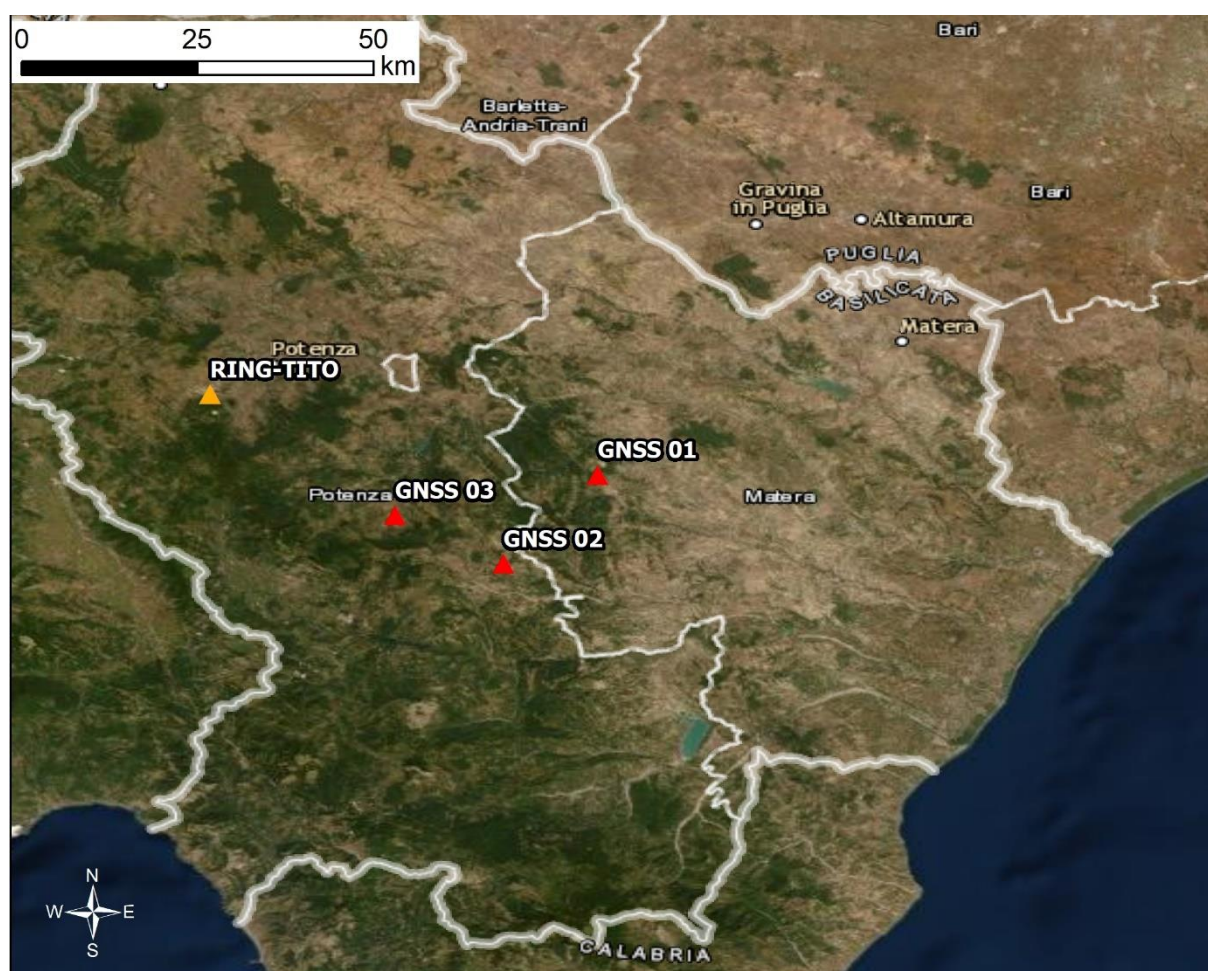 0 25 50
km
Bari
Barletta-
Andria-Trani
Gravina
in Puglia
Bari
Altamura
PUGLIA
BASILICATA
Matera
Potenza
RING-TITO
GNSS 01
Potenza
GNSS 03
Matera
GNSS 02
N
W E
S
CALABRIA